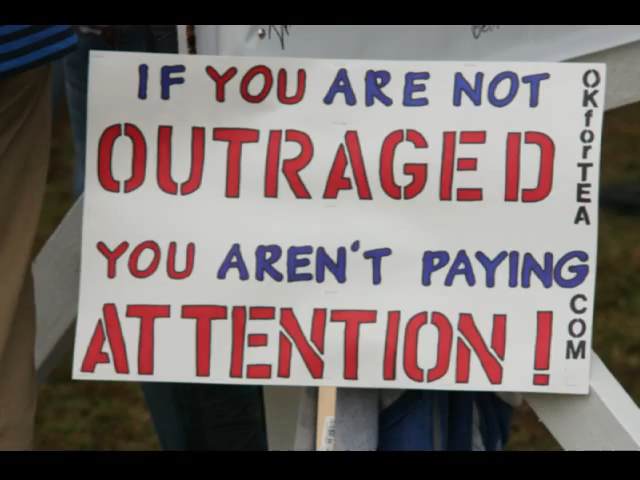 IF YOU ARE NOT
OUTRAGED
YOU AREN'T PAYING
ATTENTION!
OKforTEA
COM